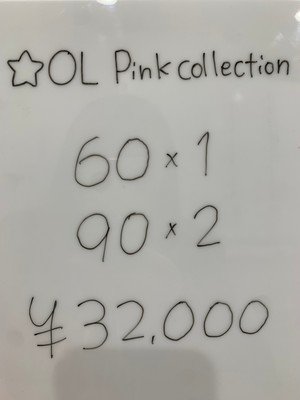 ☆OL Pink collection
60 × 1
90 × 2
¥32,000